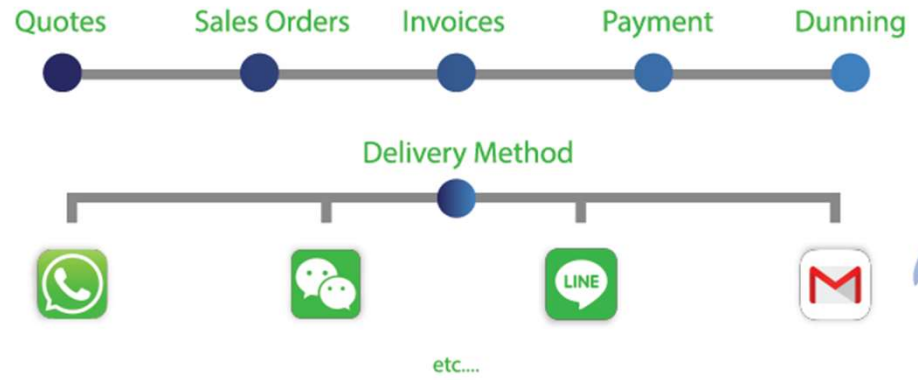 Quotes Sales Orders Invoices Payment Dunning
Delivery Method
LINE
etc....